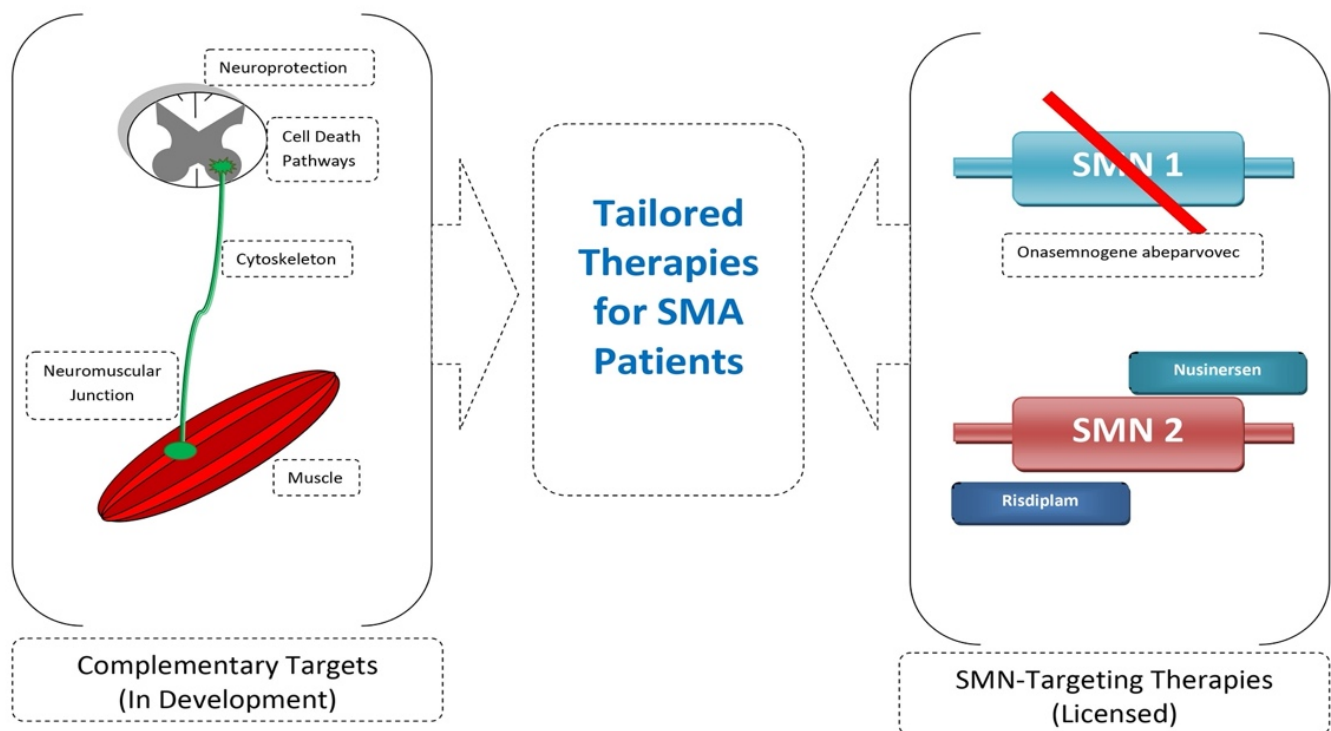 Neuroprotection
Cell Death
Pathways
Cytoskeleton
Neuromuscular
Junction
Muscle
Complementary Targets
(In Development)
Tailored
Therapies
for SMA
Patients
SMN 1
Onasemnogene abeparvovec
Nusinersen
SMN 2
Risdiplam
SMN-Targeting Therapies
(Licensed)